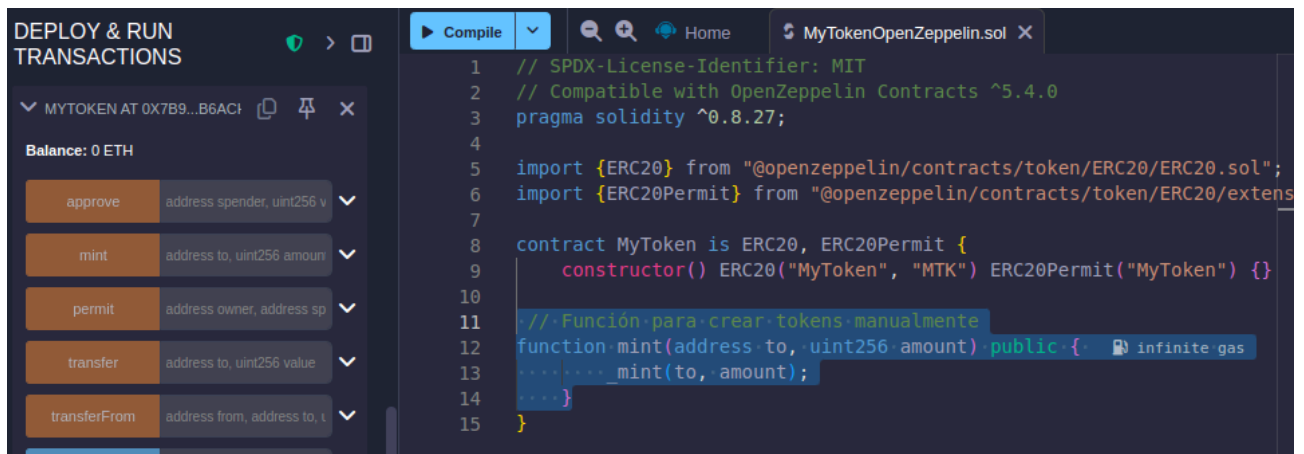 DEPLOY & RUN
TRANSACTIONS
MYTOKEN AT 0X7B9...B6ACI
Balance: 0 ETH
approve address spender, uint256 v
mint address to, uint256 amoun
permit address owner, address sp
transfer address to, uint256 value
transferFrom address from, address to, u
Compile Home MyTokenOpenZeppelin.sol
1 // SPDX-License-Identifier: MIT
2 // Compatible with OpenZeppelin Contracts ^5.4.0
3 pragma solidity ^0.8.27;
4
5 import {ERC20} from "@openzeppelin/contracts/token/ERC20/ERC20.sol";
6 import {ERC20Permit} from "@openzeppelin/contracts/token/ERC20/extens
7
8 contract MyToken is ERC20, ERC20Permit {
9 constructor() ERC20("MyToken", "MTK") ERC20Permit("MyToken") {}
10
11 // Función para crear tokens manualmente
12 function mint(address to, uint256 amount) public { infinite gas
13 _mint(to, amount);
14 }
15 }